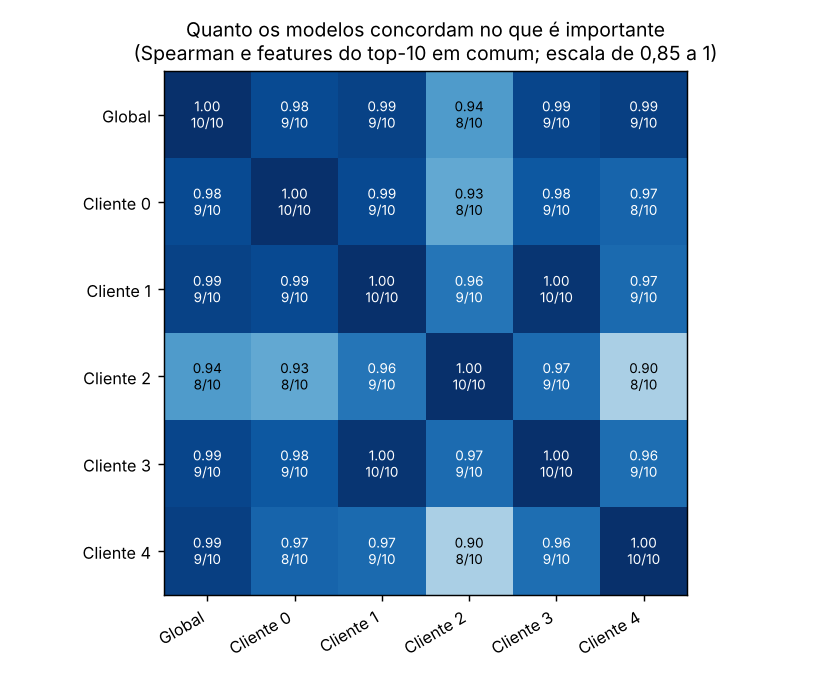 Quanto os modelos concordam no que é importante
(Spearman e features do top-10 em comum; escala de 0,85 a 1)
Global
1.00 0.98 0.99 0.94 0.99 0.99
10/10 9/10 9/10 8/10 9/10 9/10
Cliente 0
0.98 1.00 0.99 0.93 0.98 0.97
9/10 10/10 9/10 8/10 9/10 8/10
Cliente 1
0.99 0.99 1.00 0.96 1.00 0.97
9/10 9/10 10/10 9/10 10/10 9/10
Cliente 2
0.94 0.93 0.96 1.00 0.97 0.90
8/10 8/10 9/10 10/10 9/10 8/10
Cliente 3
0.99 0.98 1.00 0.97 1.00 0.96
9/10 9/10 10/10 9/10 10/10 9/10
Cliente 4
0.99 0.97 0.97 0.90 0.96 1.00
9/10 8/10 9/10 8/10 9/10 10/10
Global Cliente 0 Cliente 1 Cliente 2 Cliente 3 Cliente 4